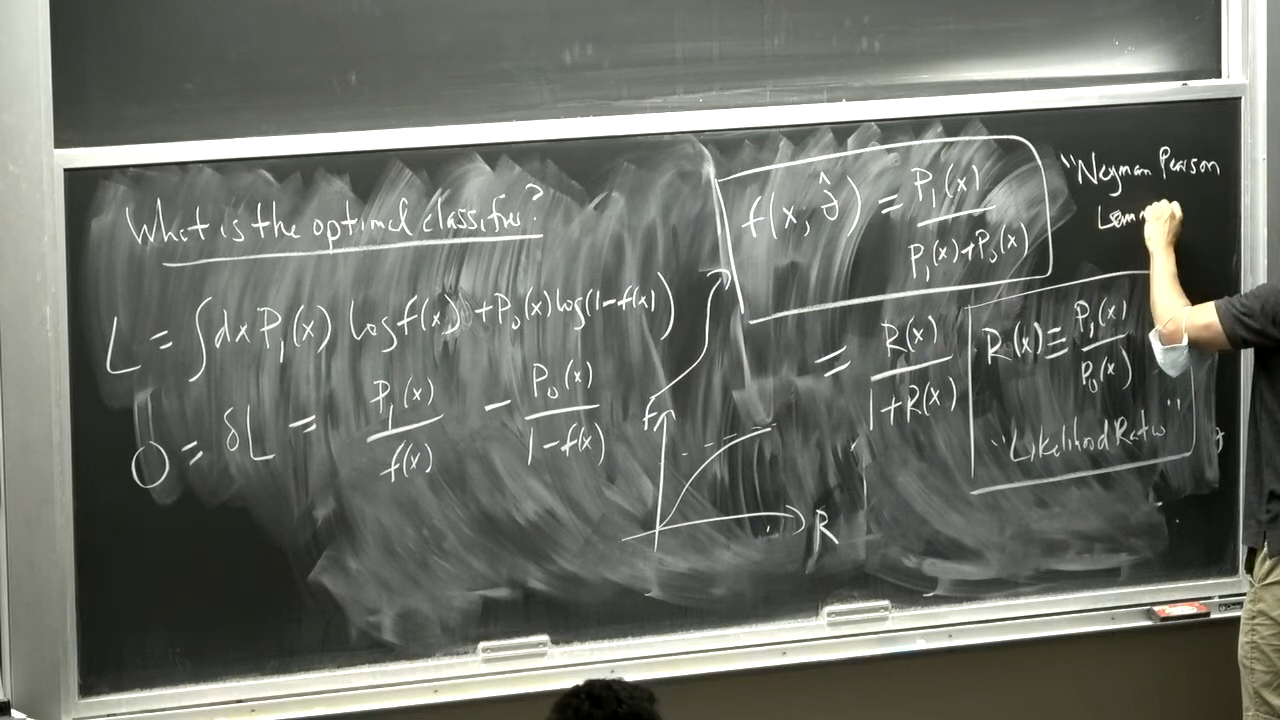 What is the optimal classifier?
L = ∫dx P₁(x) log f(x) + P₀(x) log(1-f(x))
0 = δL = P₁(x)/f(x) - P₀(x)/(1-f(x))
f
R
f(x; ŷ) = P₁(x)/(P₁(x)+P₀(x))
= R(x)/(1+R(x))
"Neyman Pearson
R(x) ≡ P₁(x)/P₀(x)
"Likelihood Ratio"